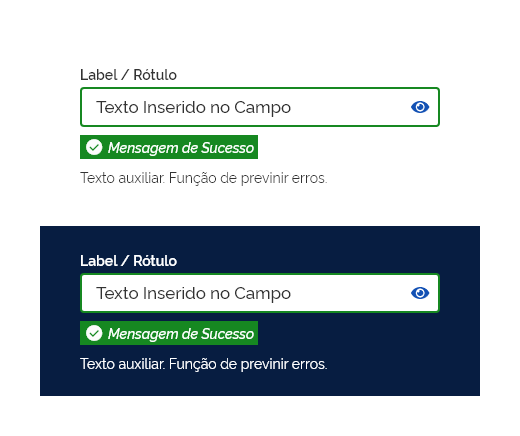 Label / Rótulo
Texto Inserido no Campo
Mensagem de Sucesso
Texto auxiliar. Função de previnir erros.
Label / Rótulo
Texto Inserido no Campo
Mensagem de Sucesso
Texto auxiliar. Função de previnir erros.